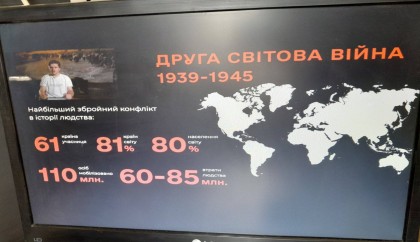 ДРУГА СВІТОВА ВІЙНА
1939-1945
Найбільший збройний конфлікт
в історії людства:
61 країна учасниця
81% країн світу
80% населення світу
110 млн. осіб мобілізовано
60-85 млн. втрати людства